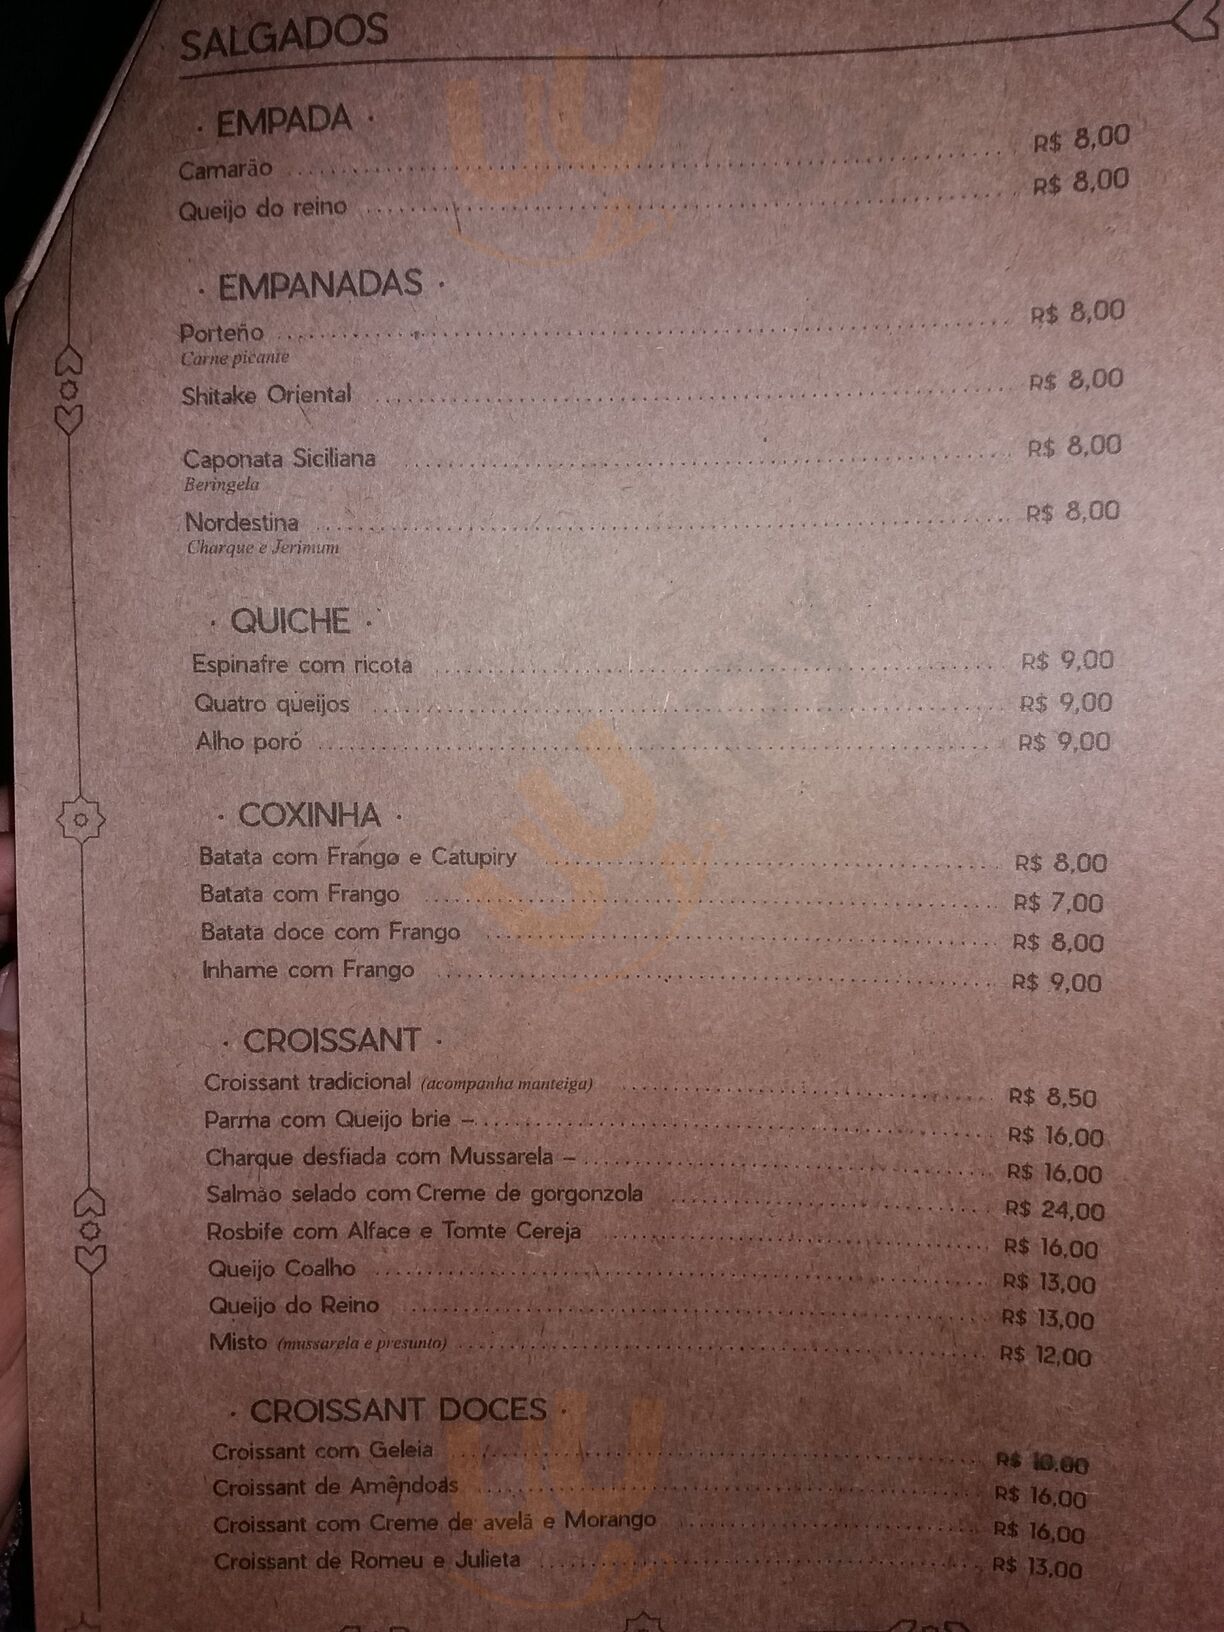 SALGADOS
· EMPADA ·
Camarão ........ R$ 8,00
Queijo do reino ........ R$ 8,00
· EMPANADAS ·
Porteño ........ R$ 8,00
Carne picante
Shitake Oriental ........ R$ 8,00
Caponata Siciliana ........ R$ 8,00
Beringela
Nordestina ........ R$ 8,00
Charque e Jerimum
· QUICHE ·
Espinafre com ricota ........ R$ 9,00
Quatro queijos ........ R$ 9,00
Alho poró ........ R$ 9,00
· COXINHA ·
Batata com Frango e Catupiry ........ R$ 8,00
Batata com Frango ........ R$ 7,00
Batata doce com Frango ........ R$ 8,00
Inhame com Frango ........ R$ 9,00
· CROISSANT ·
Croissant tradicional (acompanha manteiga) ........ R$ 8,50
Parma com Queijo brie – ........ R$ 16,00
Charque desfiada com Mussarela – ........ R$ 16,00
Salmão selado com Creme de gorgonzola ........ R$ 24,00
Rosbife com Alface e Tomte Cereja ........ R$ 16,00
Queijo Coalho ........ R$ 13,00
Queijo do Reino ........ R$ 13,00
Misto (mussarela e presunto) ........ R$ 12,00
· CROISSANT DOCES ·
Croissant com Geleia ........ R$ 10,00
Croissant de Amêndoas ........ R$ 16,00
Croissant com Creme de avelã e Morango ........ R$ 16,00
Croissant de Romeu e Julieta ........ R$ 13,00